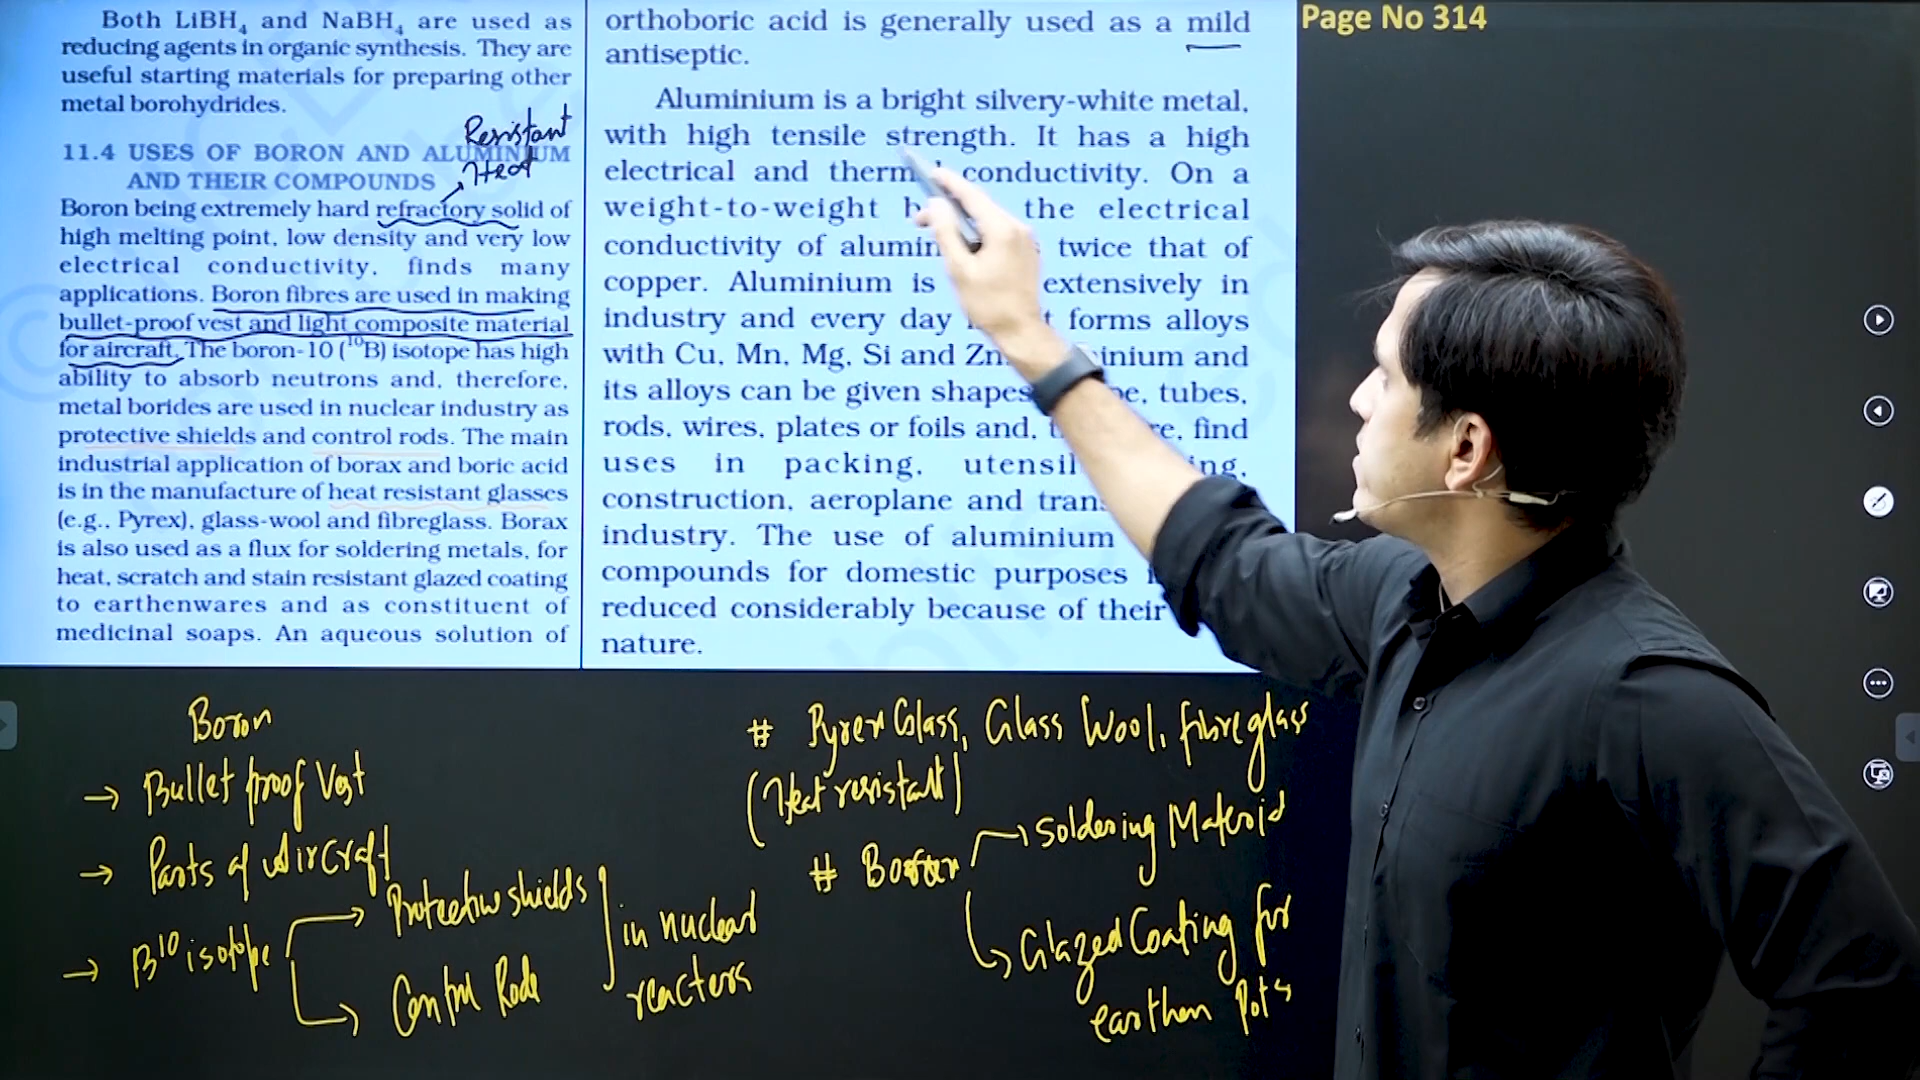 Both LiBH4 and NaBH4 are used as
reducing agents in organic synthesis. They are
useful starting materials for preparing other
metal borohydrides.
Resistant
Heat
11.4 USES OF BORON AND ALUMINIUM
AND THEIR COMPOUNDS
Boron being extremely hard refractory solid of
high melting point, low density and very low
electrical conductivity, finds many
applications. Boron fibres are used in making
bullet-proof vest and light composite material
for aircraft. The boron-10 (10B) isotope has high
ability to absorb neutrons and, therefore,
metal borides are used in nuclear industry as
protective shields and control rods. The main
industrial application of borax and boric acid
is in the manufacture of heat resistant glasses
(e.g., Pyrex), glass-wool and fibreglass. Borax
is also used as a flux for soldering metals, for
heat, scratch and stain resistant glazed coating
to earthenwares and as constituent of
medicinal soaps. An aqueous solution of
orthoboric acid is generally used as a mild
antiseptic.
Aluminium is a bright silvery-white metal,
with high tensile strength. It has a high
electrical and conductivity. On a
weight-to-weight the electrical
conductivity of twice that of
copper. Aluminium is extensively in
industry and every day forms alloys
with Cu, Mn, Mg, Si and and
its alloys can be given shapes tubes,
rods, wires, plates or foils and, find
uses in packing,
construction, aeroplane and
industry. The use of aluminium
compounds for domestic purposes
reduced considerably because of their
nature.
Page No 314
Boron
→ Bullet proof Vest
→ Parts of Aircraft
→ B10 isotope
Protective shields
Control Rods
in nuclear
reactors
# Pyrex Glass, Glass Wool, fibreglass
(Heat resistant)
# Borax
Soldering Material
Glazed Coating for
earthen Pots